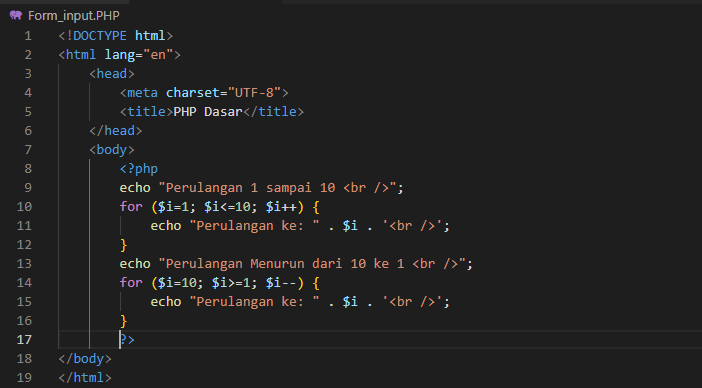 Form_input.PHP
1 <!DOCTYPE html>
2 <html lang="en">
3     <head>
4         <meta charset="UTF-8">
5         <title>PHP Dasar</title>
6     </head>
7     <body>
8         <?php
9         echo "Perulangan 1 sampai 10 <br />";
10         for ($i=1; $i<=10; $i++) {
11             echo "Perulangan ke: " . $i . '<br />';
12         }
13         echo "Perulangan Menurun dari 10 ke 1 <br />";
14         for ($i=10; $i>=1; $i--) {
15             echo "Perulangan ke: " . $i . '<br />';
16         }
17         ?>
18 </body>
19 </html>